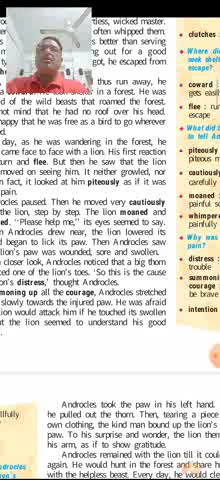 rtless, wicked master.
often whipped them.
s better than serving
ing out for a good
got, he escaped from
thus run away, he
in a forest. He was
d of the wild beasts that roamed the forest.
not mind that he had no roof over his head.
happy that he was free as a bird to go wherever
d.
day, as he was wandering in the forest, he
came face to face with a lion. His first reaction
urn and flee. But then he saw that the lion
moved on seeing him. It neither growled, nor
n fact, it looked at him piteously as if it was
pain.
rocles paused. Then he moved very cautiously
the lion, step by step. The lion moaned and
ed. "Please help me," its eyes seemed to say.
n Androcles drew near, the lion lowered its
began to lick its paw. Then Androcles saw
lion's paw was wounded, sore and swollen.
closer look, Androcles noticed that a big thorn
ced one of the lion's toes. 'So this is the cause
on's distress,' thought Androcles.
moning up all the courage, Androcles stretched
slowly towards the injured paw. He was afraid
lion would attack him if he touched its swollen
ut the lion seemed to understand his good
.
• clutches :
Where di
seek shelt
escape?
• coward :
gets easily
• flee : run
escape
What did
to tell An
• piteously
piteous m
• cautiously
carefully
• moaned :
painful s
• whimpere
painfully
Why was
pain?
• distress :
trouble
• summoni
courage :
be brave
• intention
Androcles took the paw in his left hand.
he pulled out the thorn. Then, tearing a piece
own clothing, the kind man bound up the lion's
paw. To his surprise and wonder, the lion then
his arm, as if to show gratitude.
Androcles remained with the lion till it coul
again. He would hunt in the forest and share h
with the helpless beast. Every day, he would cle
illfully
ndrocles
on's